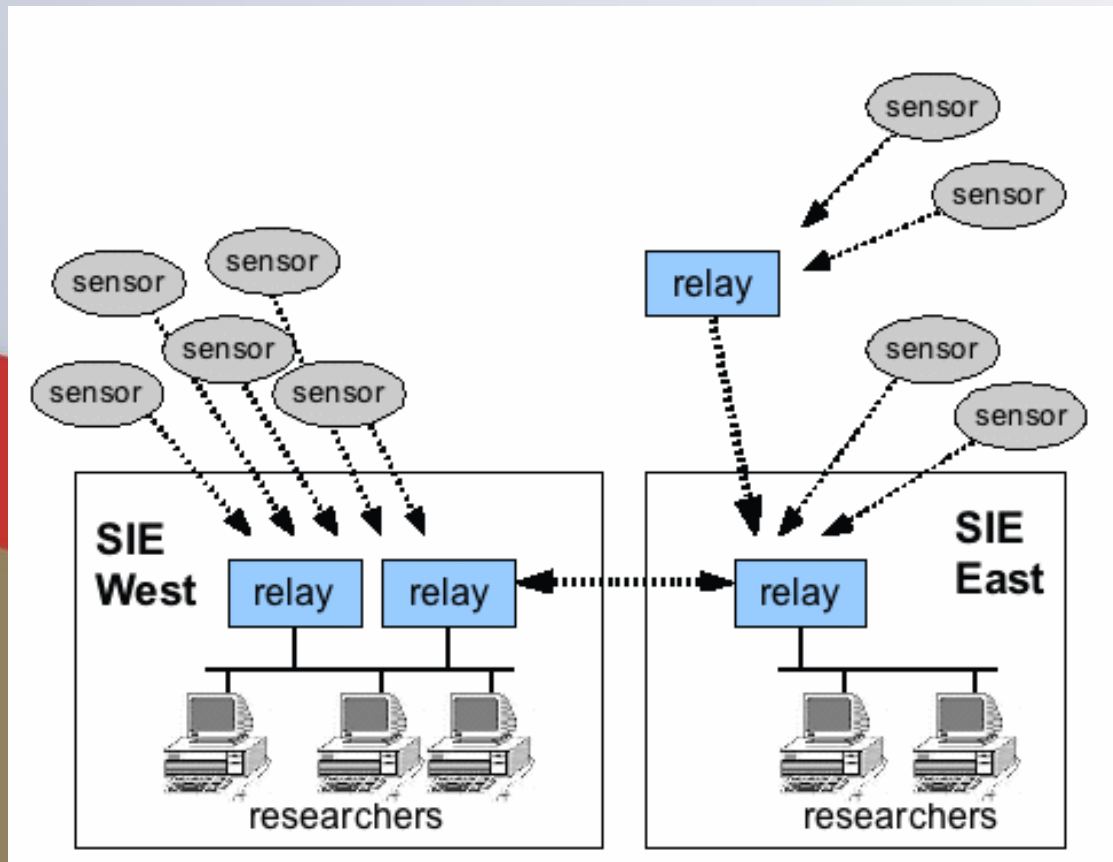 sensor
sensor
sensor
sensor
relay
sensor
sensor
sensor
sensor
sensor
SIE
West
SIE
East
relay
relay
relay
researchers
researchers